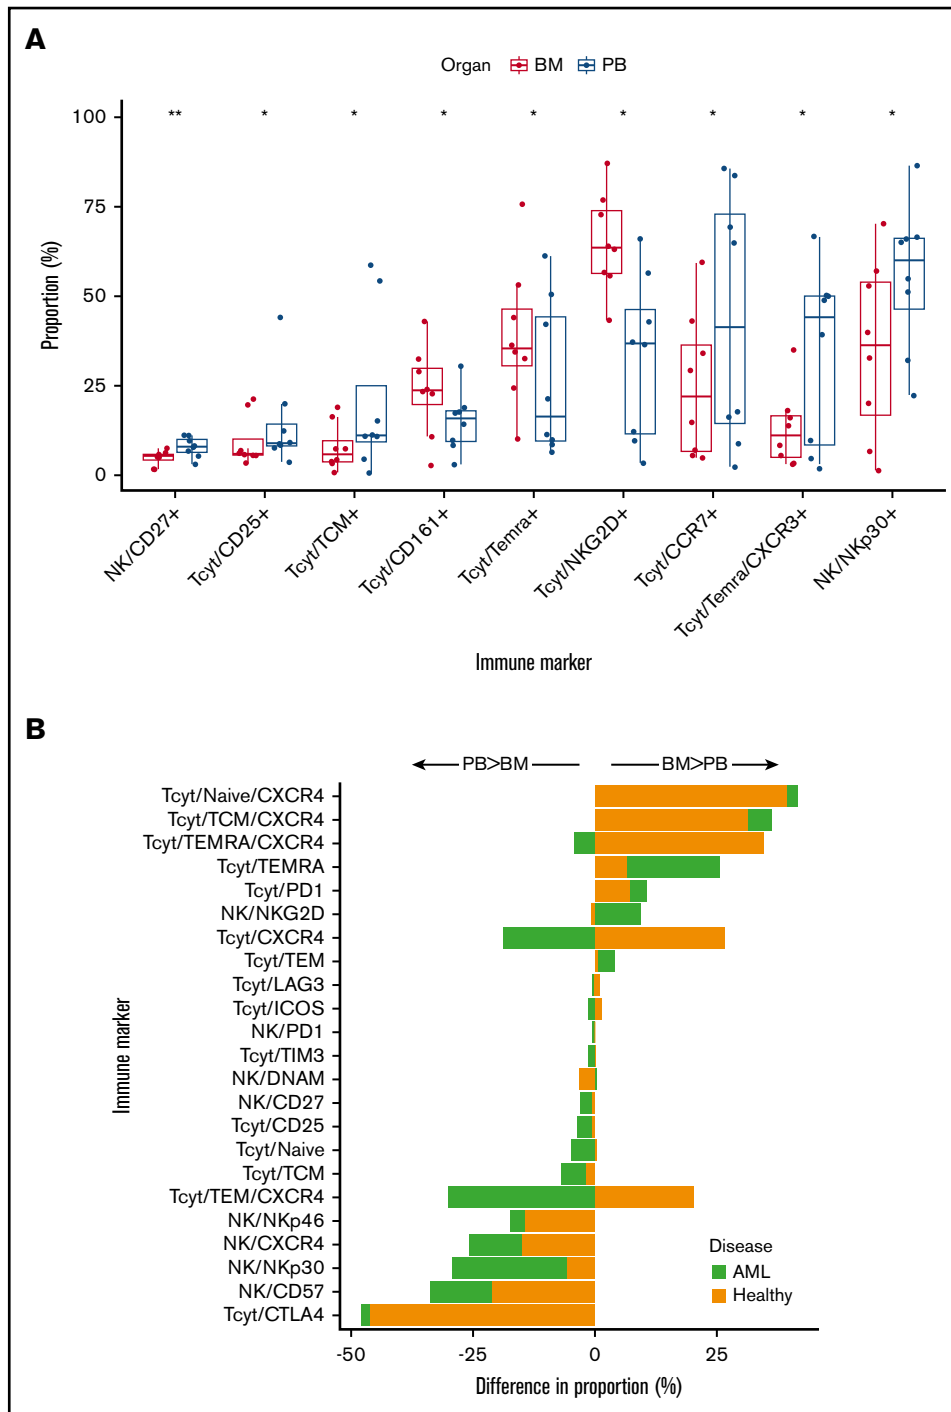 A
Organ BM PB
** * * * * * * * *
100
75
50
25
0
Proportion (%)
NK/CD27+
Tcyt/CD25+
Tcyt/TCM+
Tcyt/CD161+
Tcyt/Temra+
Tcyt/NKG2D+
Tcyt/CCR7+
Tcyt/Temra/CXCR3+
NK/NKp30+
Immune marker
B
PB>BM BM>PB
Tcyt/Naive/CXCR4
Tcyt/TCM/CXCR4
Tcyt/TEMRA/CXCR4
Tcyt/TEMRA
Tcyt/PD1
NK/NKG2D
Tcyt/CXCR4
Tcyt/TEM
Tcyt/LAG3
Tcyt/ICOS
NK/PD1
Tcyt/TIM3
NK/DNAM
NK/CD27
Tcyt/CD25
Tcyt/Naive
Tcyt/TCM
Tcyt/TEM/CXCR4
NK/NKp46
NK/CXCR4
NK/NKp30
NK/CD57
Tcyt/CTLA4
Immune marker
Disease
AML
Healthy
-50 -25 0 25
Difference in proportion (%)